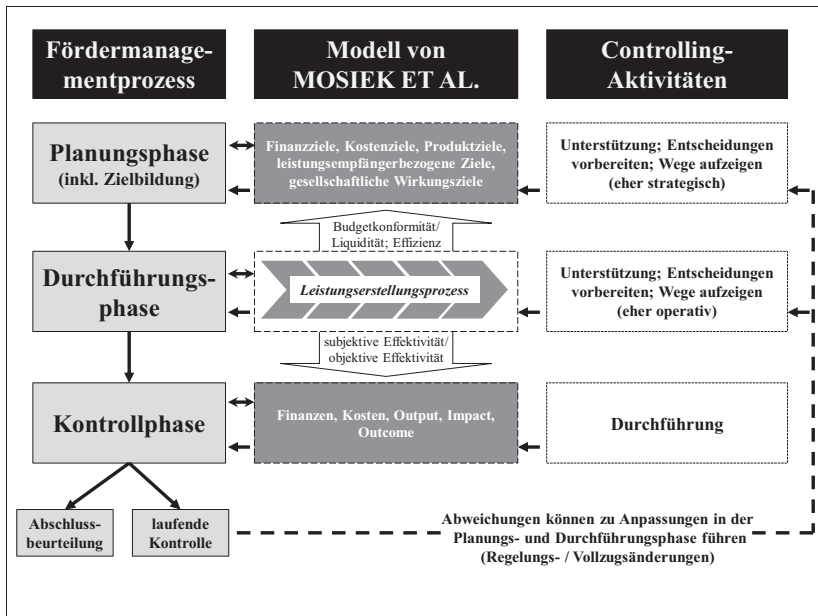 Fördermanage-
mentprozess
Modell von
MOSIEK ET AL.
Controlling-
Aktivitäten
Planungsphase
(inkl. Zielbildung)
Finanzziele, Kostenziele, Produktziele,
leistungsempfängerbezogene Ziele,
gesellschaftliche Wirkungsziele
Unterstützung; Entscheidungen
vorbereiten; Wege aufzeigen
(eher strategisch)
Budgetkonformität/
Liquidität; Effizienz
Durchführungs-
phase
Leistungserstellungsprozess
Unterstützung; Entscheidungen
vorbereiten; Wege aufzeigen
(eher operativ)
subjektive Effektivität/
objektive Effektivität
Kontrollphase
Finanzen, Kosten, Output, Impact,
Outcome
Durchführung
Abschluss-
beurteilung
laufende
Kontrolle
Abweichungen können zu Anpassungen in der
Planungs- und Durchführungsphase führen
(Regelungs- / Vollzugsänderungen)